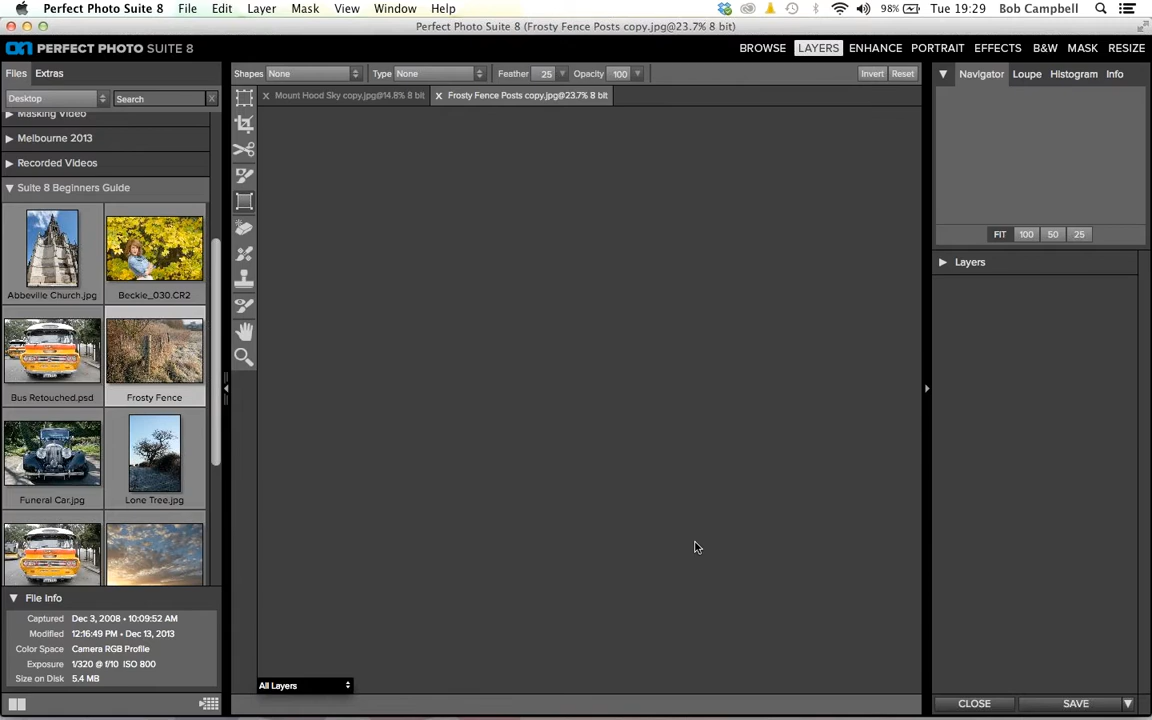 Perfect Photo Suite 8 File Edit Layer Mask View Window Help 98% Tue 19:29 Bob Campbell
Perfect Photo Suite 8 (Frosty Fence Posts copy.jpg@23.7% 8 bit)
on PERFECT PHOTO SUITE 8 BROWSE LAYERS ENHANCE PORTRAIT EFFECTS B&W MASK RESIZE
Files Extras Shapes None Type None Feather 25 Opacity 100 Invert Reset Navigator Loupe Histogram Info
Desktop Search Mount Hood Sky copy.jpg@14.8% 8 bit Frosty Fence Posts copy.jpg@23.7% 8 bit
Masking Video
Melbourne 2013
Recorded Videos
Suite 8 Beginners Guide
FIT 100 50 25
Layers
Abbeville Church.jpg Beckie_030.CR2
Bus Retouched.psd Frosty Fence
Funeral Car.jpg Lone Tree.jpg
File Info
Captured Dec 3, 2008 • 10:09:52 AM
Modified 12:16:49 PM • Dec 13, 2013
Color Space Camera RGB Profile
Exposure 1/320 @ f/10 ISO 800
Size on Disk 5.4 MB
All Layers
CLOSE SAVE